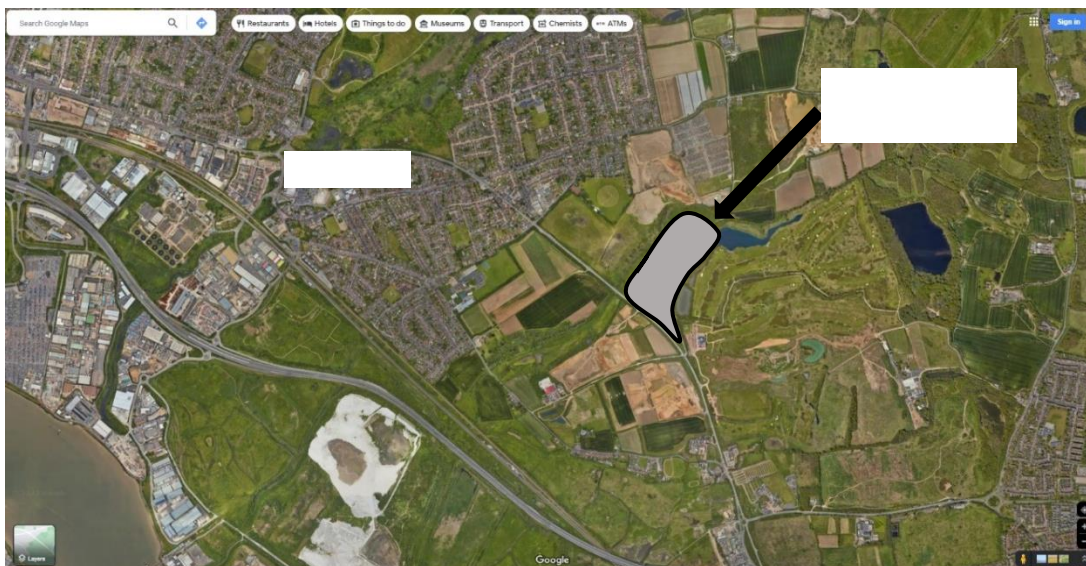 Search Google Maps
Restaurants
Hotels
Things to do
Museums
Transport
Chemists
ATMs
Sign in
Layers
Google